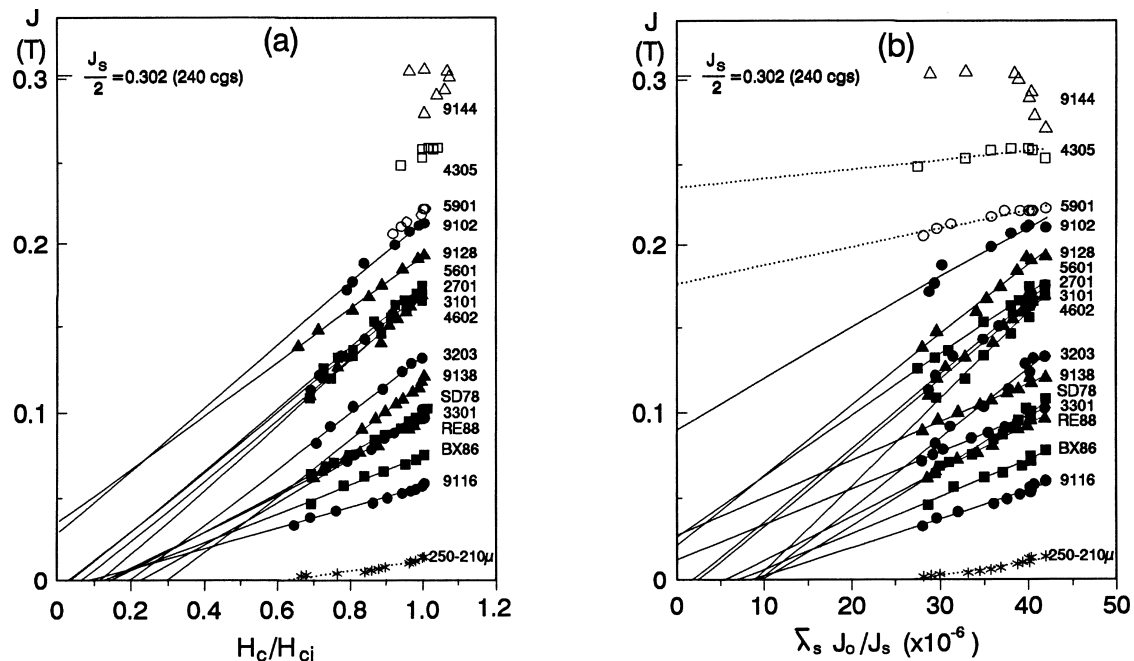 J
(T)
(a)
J_s/2 = 0.302 (240 cgs)
0.3
0.2
0.1
0
9144
4305
5901
9102
9128
5601
2701
3101
4602
3203
9138
SD78
3301
RE88
BX86
9116
250-210μ
0 0.2 0.4 0.6 0.8 1.0 1.2
H_c/H_ci
J
(T)
(b)
J_s/2 = 0.302 (240 cgs)
0.3
0.2
0.1
0
9144
4305
5901
9102
9128
5601
2701
3101
4602
3203
9138
SD78
3301
RE88
BX86
9116
250-210μ
0 10 20 30 40 50
λ̄_s J_o/J_s (x10⁻⁶)